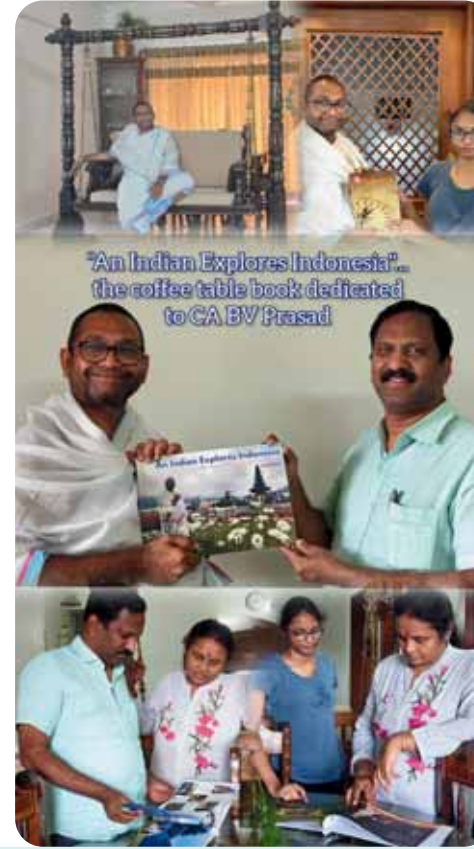 "An Indian Explores Indonesia"...
the coffee table book dedicated
to CA BV Prasad
An Indian Explores Indonesia